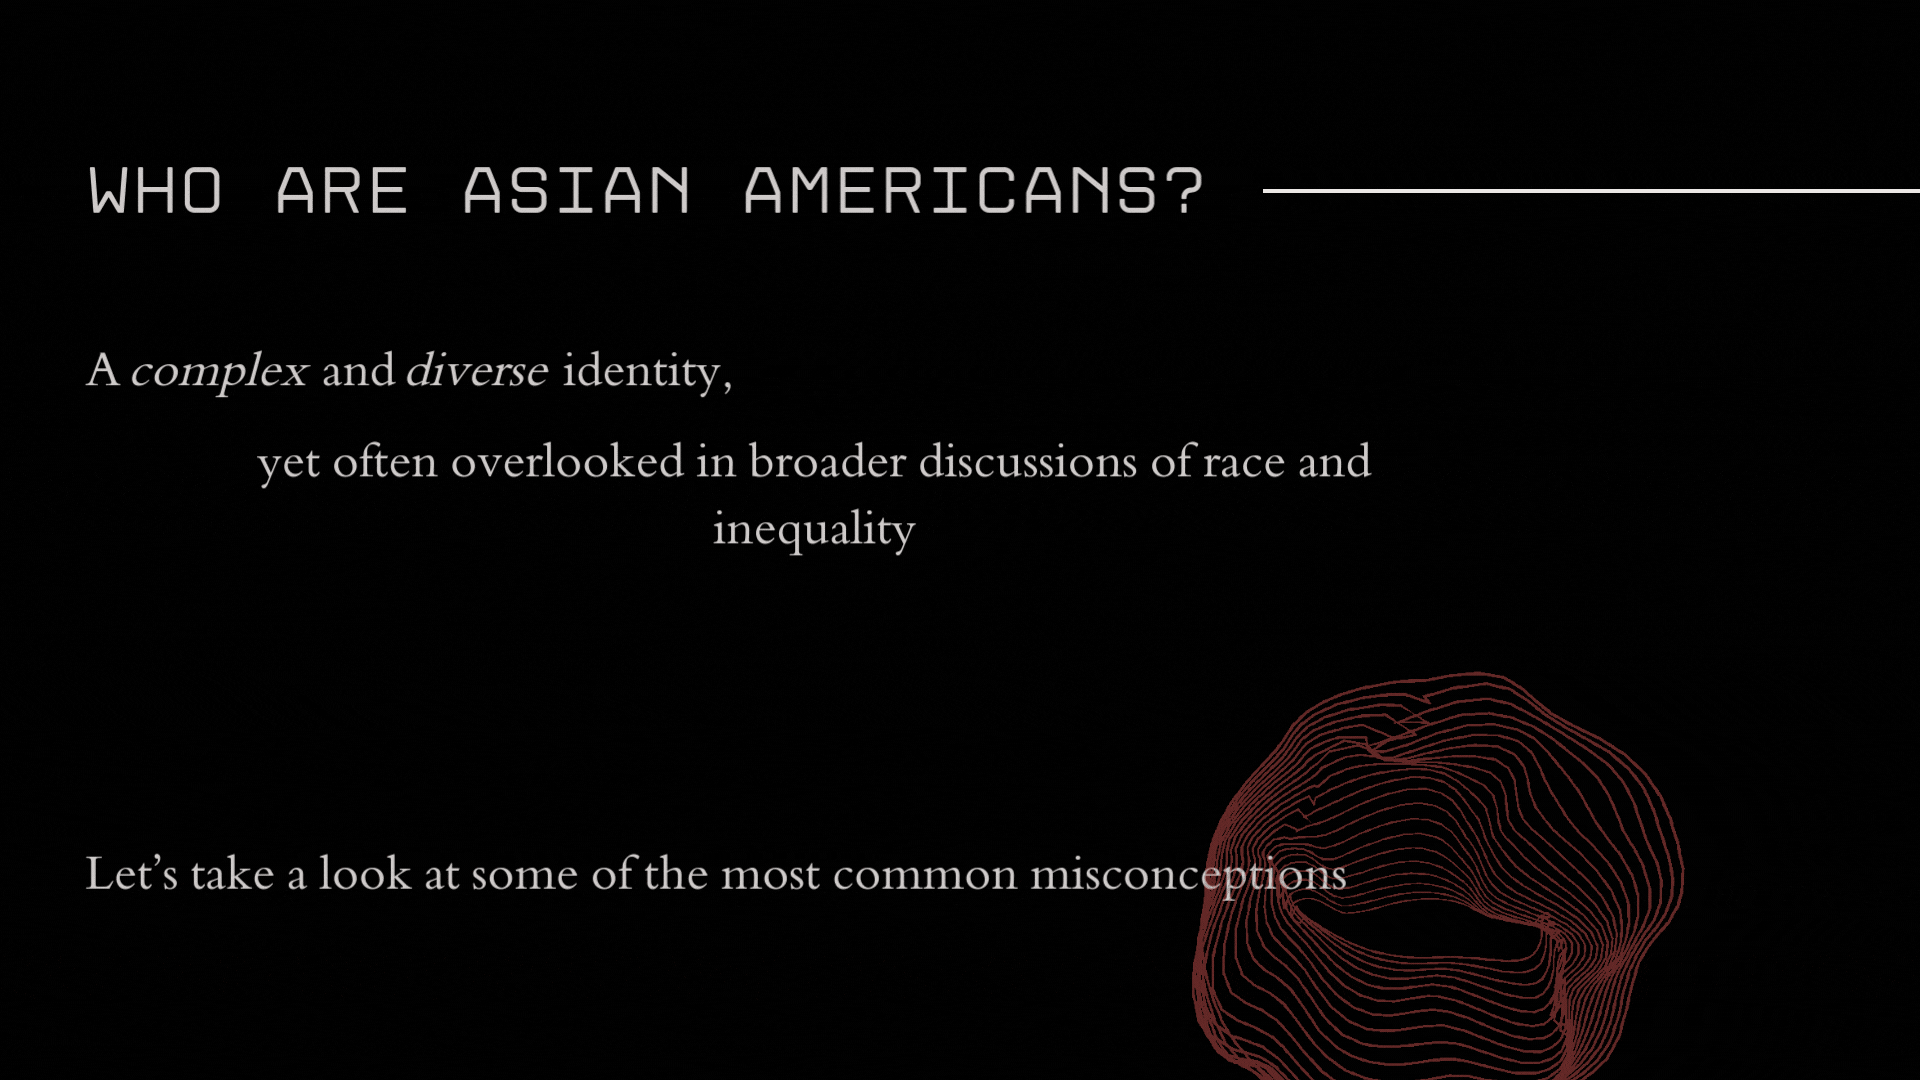 WHO ARE ASIAN AMERICANS?
A complex and diverse identity,
yet often overlooked in broader discussions of race and
inequality
Let’s take a look at some of the most common misconceptions